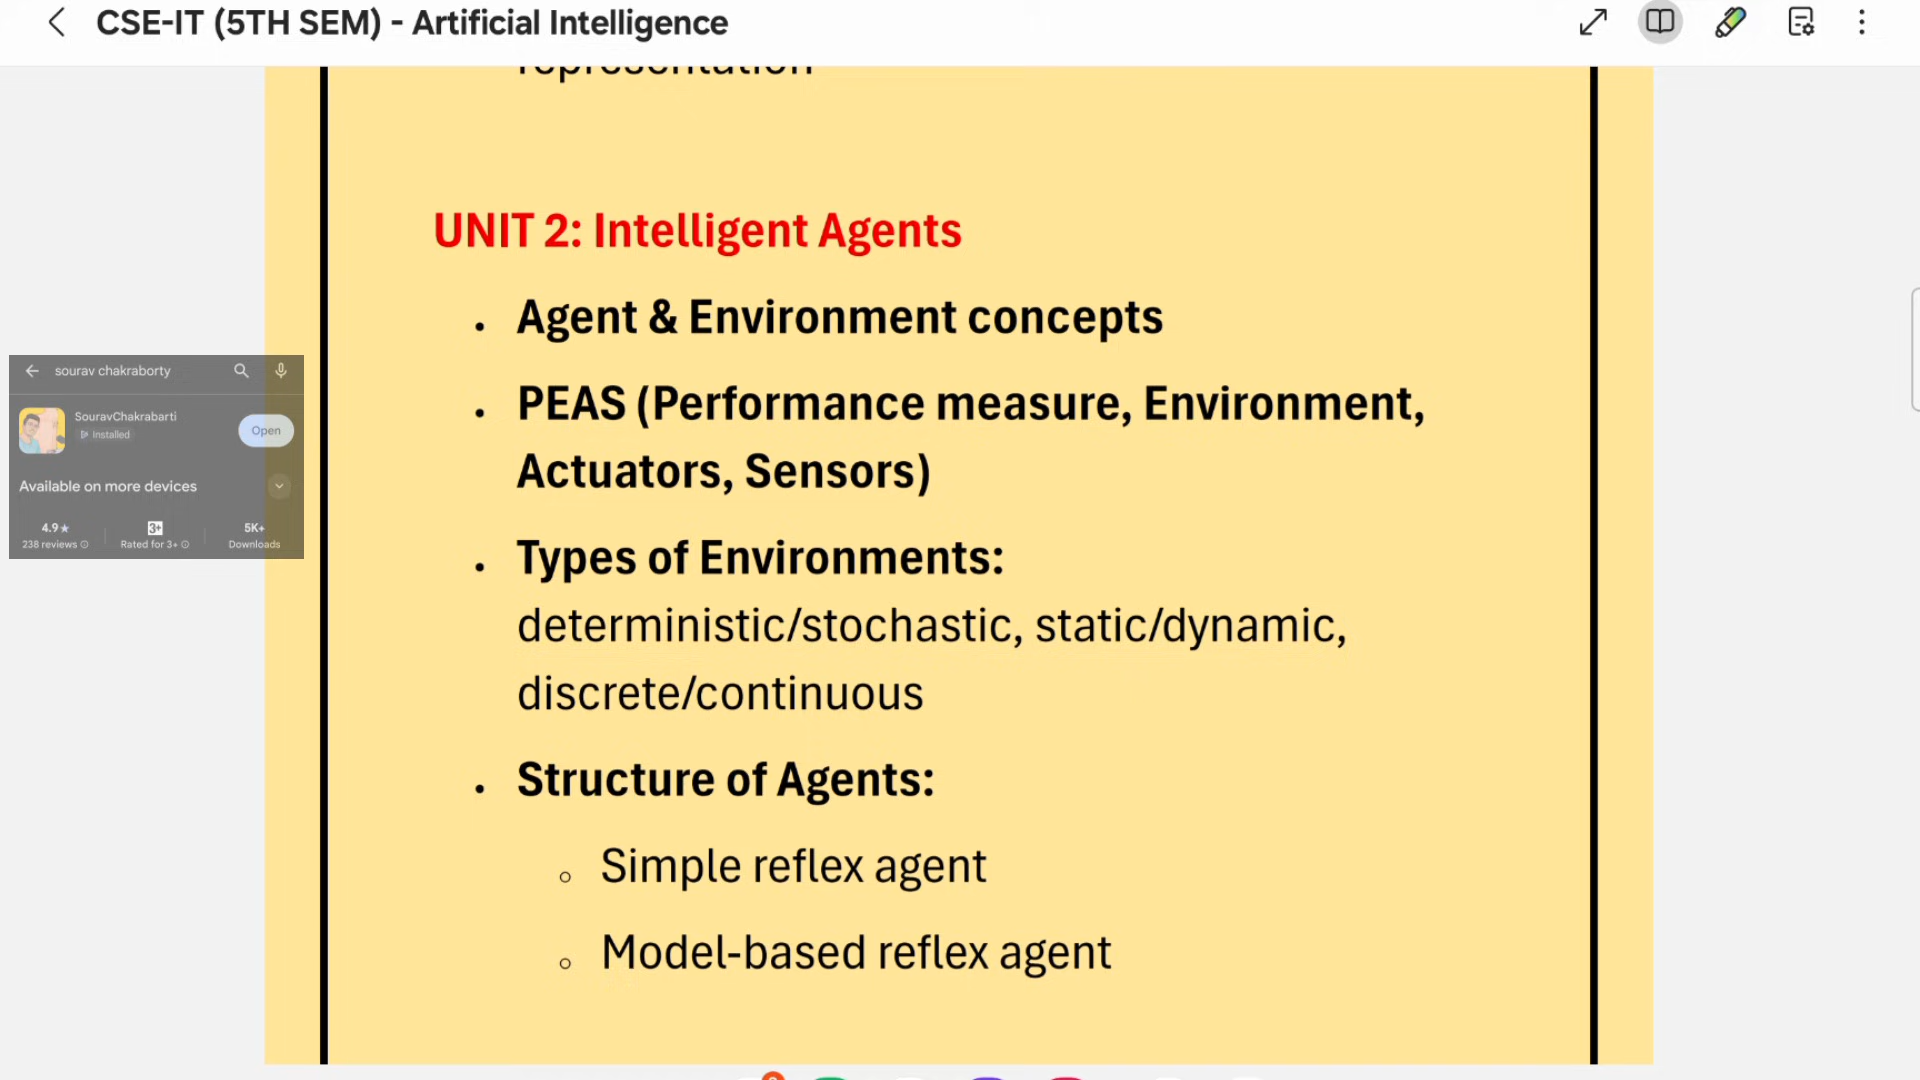 CSE-IT (5TH SEM) - Artificial Intelligence
representation
UNIT 2: Intelligent Agents
• Agent & Environment concepts
• PEAS (Performance measure, Environment,
Actuators, Sensors)
• Types of Environments:
deterministic/stochastic, static/dynamic,
discrete/continuous
• Structure of Agents:
○ Simple reflex agent
○ Model-based reflex agent
sourav chakraborty
SouravChakrabarti
Installed
Open
Available on more devices
4.9★ 3+ 5K+
238 reviews Rated for 3+ Downloads